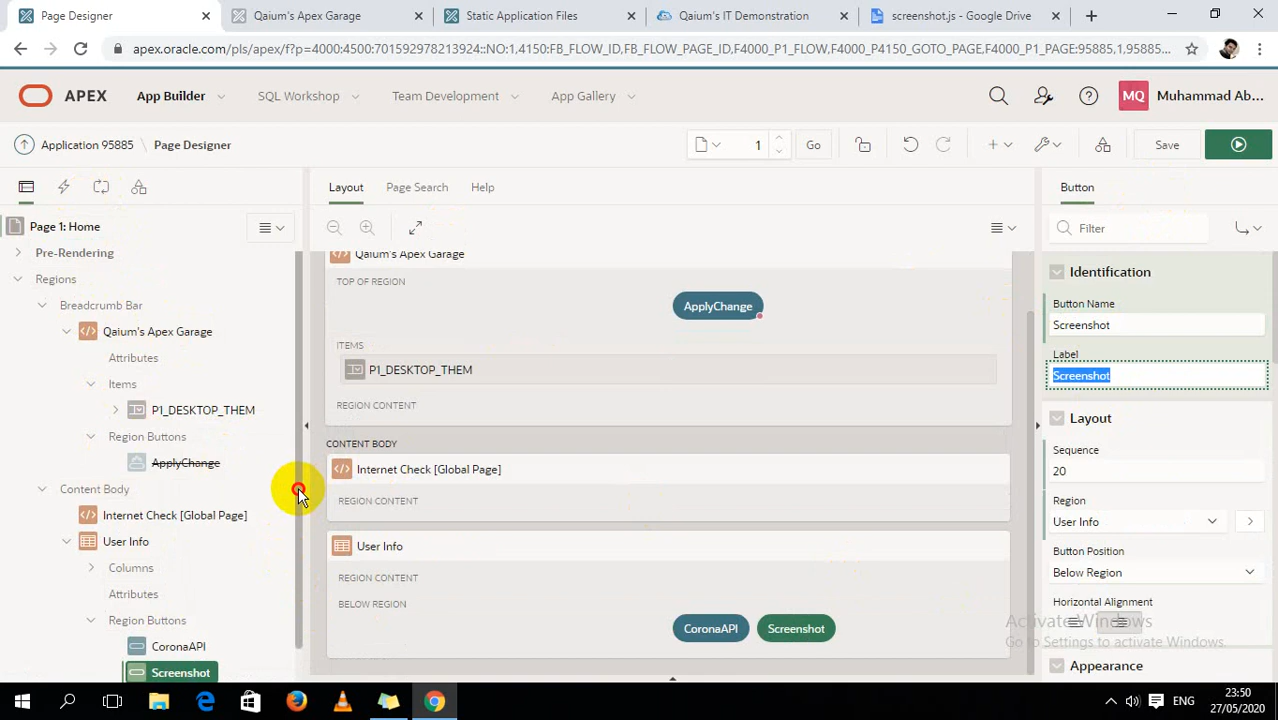 Page Designer
Qaium's Apex Garage
Static Application Files
Qaium's IT Demonstration
screenshot.js - Google Drive
apex.oracle.com/pls/apex/f?p=4000:4500:701592978213924::NO:1,4150:FB_FLOW_ID,FB_FLOW_PAGE_ID,F4000_P1_FLOW,F4000_P4150_GOTO_PAGE,F4000_P1_PAGE:95885,1,95885...
APEX
App Builder
SQL Workshop
Team Development
App Gallery
MQ
Muhammad Ab...
Application 95885
Page Designer
1
Go
Save
Layout
Page Search
Help
Button
Page 1: Home
Filter
Pre-Rendering
Regions
Breadcrumb Bar
Qaium's Apex Garage
Attributes
Items
P1_DESKTOP_THEM
Region Buttons
ApplyChange
Content Body
Internet Check [Global Page]
User Info
Columns
Attributes
Region Buttons
CoronaAPI
Screenshot
Qaium's Apex Garage
TOP OF REGION
ApplyChange
ITEMS
P1_DESKTOP_THEM
REGION CONTENT
CONTENT BODY
Internet Check [Global Page]
REGION CONTENT
User Info
REGION CONTENT
BELOW REGION
CoronaAPI
Screenshot
Identification
Button Name
Screenshot
Label
Screenshot
Layout
Sequence
20
Region
User Info
Button Position
Below Region
Horizontal Alignment
Activate Windows
Go to Settings to activate Windows.
Appearance
ENG
23:50
27/05/2020